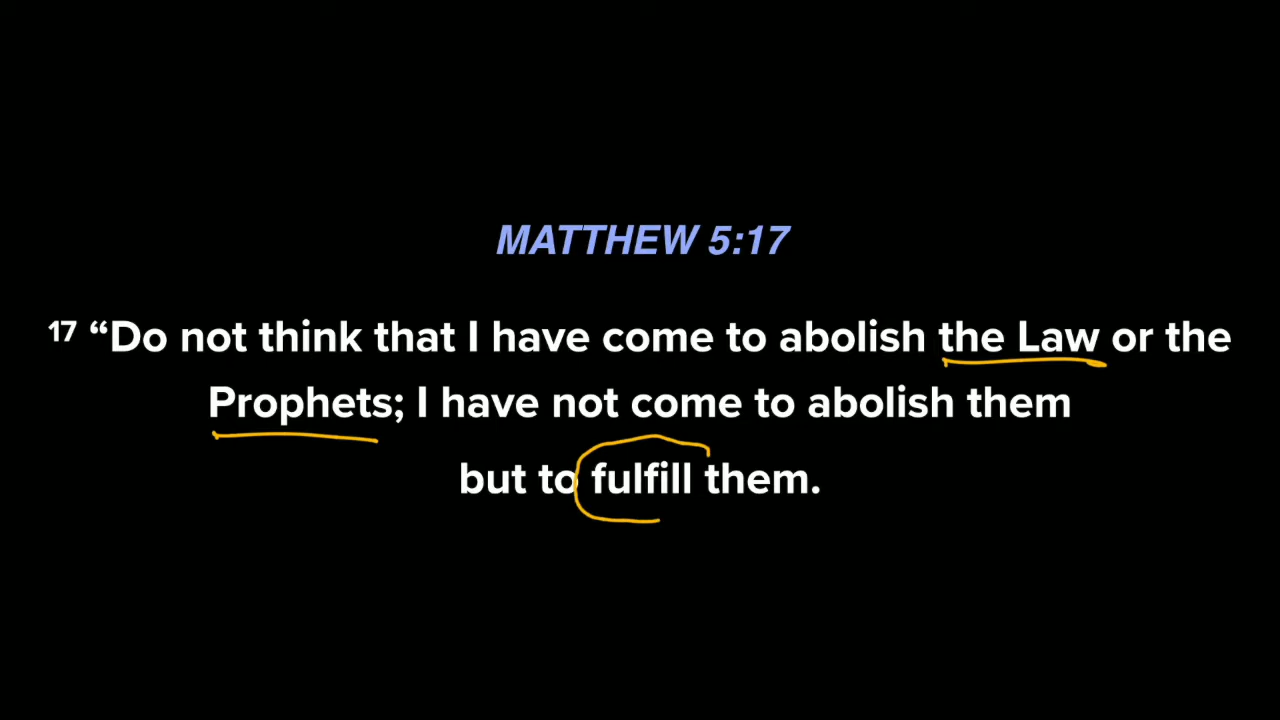 MATTHEW 5:17
17 “Do not think that I have come to abolish the Law or the
Prophets; I have not come to abolish them
but to fulfill them.